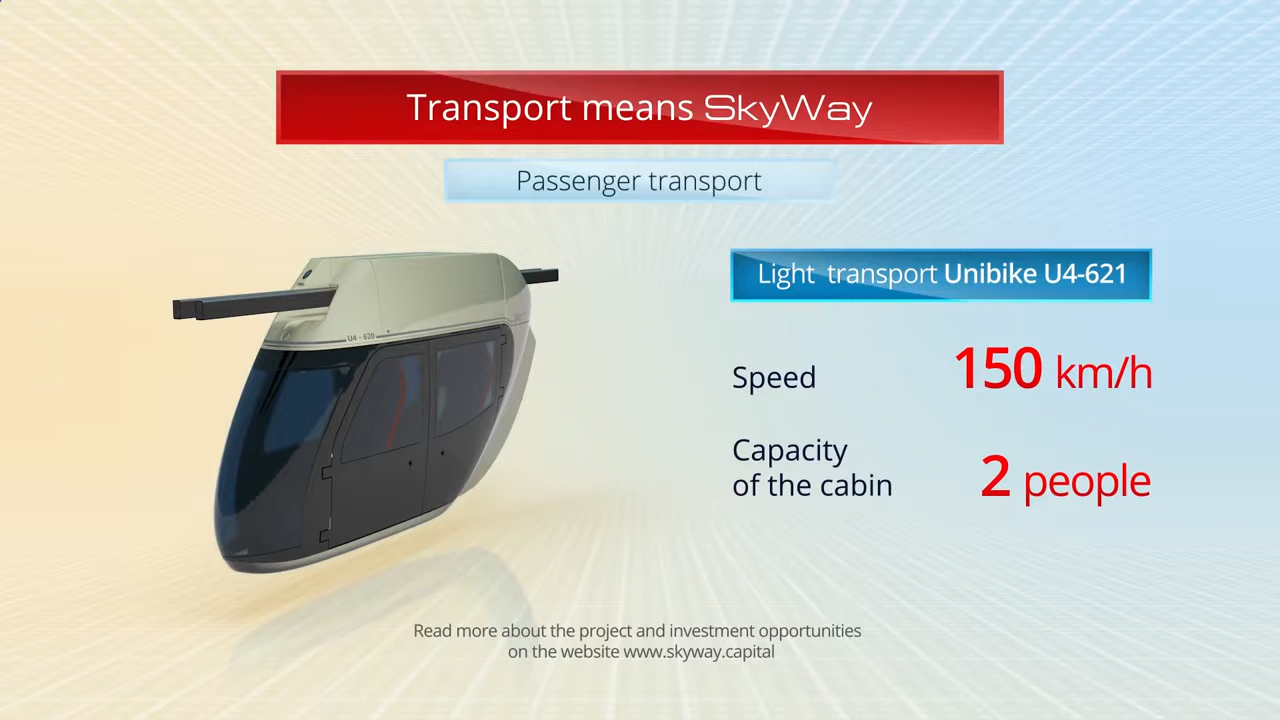 Transport means SkyWay
Passenger transport
Light transport Unibike U4-621
U4 - 620
Speed 150 km/h
Capacity
of the cabin 2 people
Read more about the project and investment opportunities
on the website www.skyway.capital